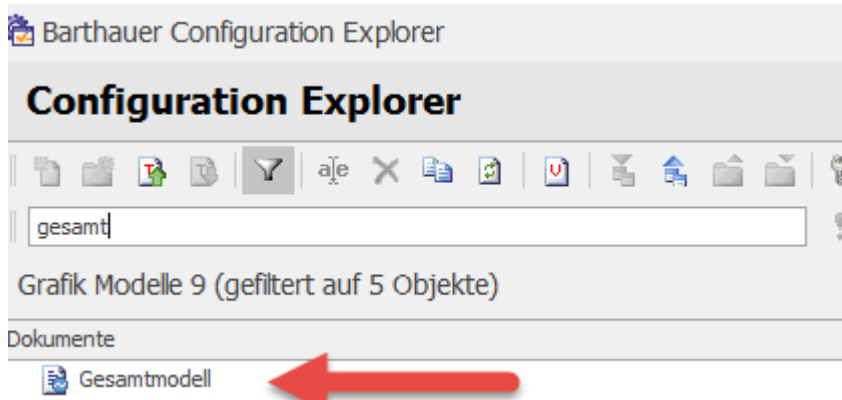 Barthauer Configuration Explorer
Configuration Explorer
gesamt
Grafik Modelle 9 (gefiltert auf 5 Objekte)
Dokumente
Gesamtmodell